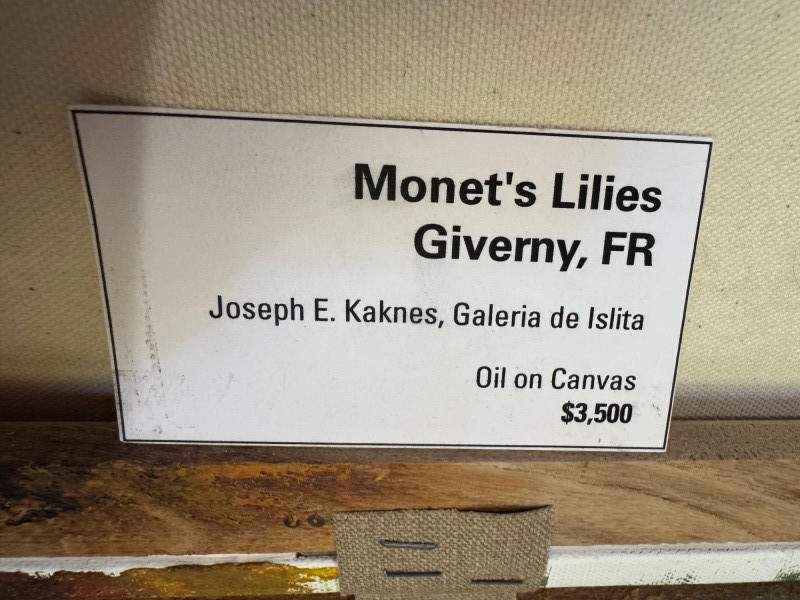 Monet's Lilies
Giverny, FR
Joseph E. Kaknes, Galeria de Islita
Oil on Canvas
$3,500